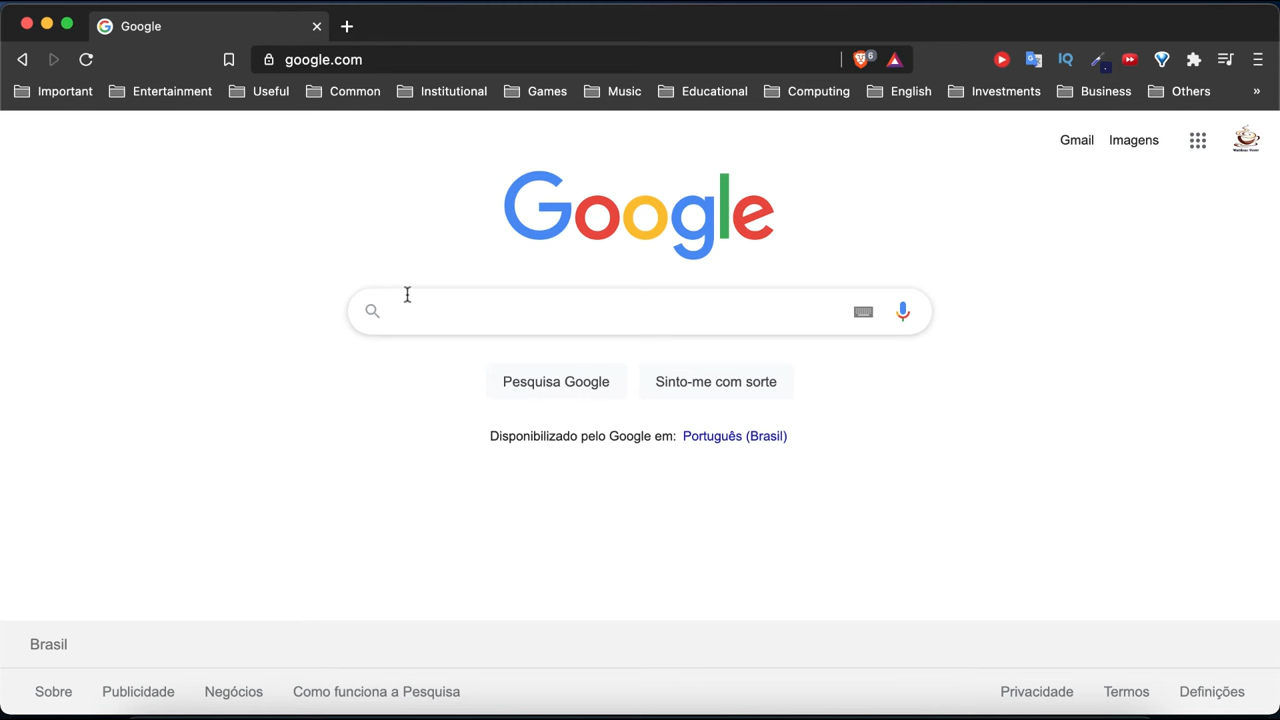 Google
google.com
6
IQ
Important Entertainment Useful Common Institutional Games Music Educational Computing English Investments Business Others »
Gmail Imagens
Google
Pesquisa Google Sinto-me com sorte
Disponibilizado pelo Google em: Português (Brasil)
Brasil
Sobre Publicidade Negócios Como funciona a Pesquisa Privacidade Termos Definições